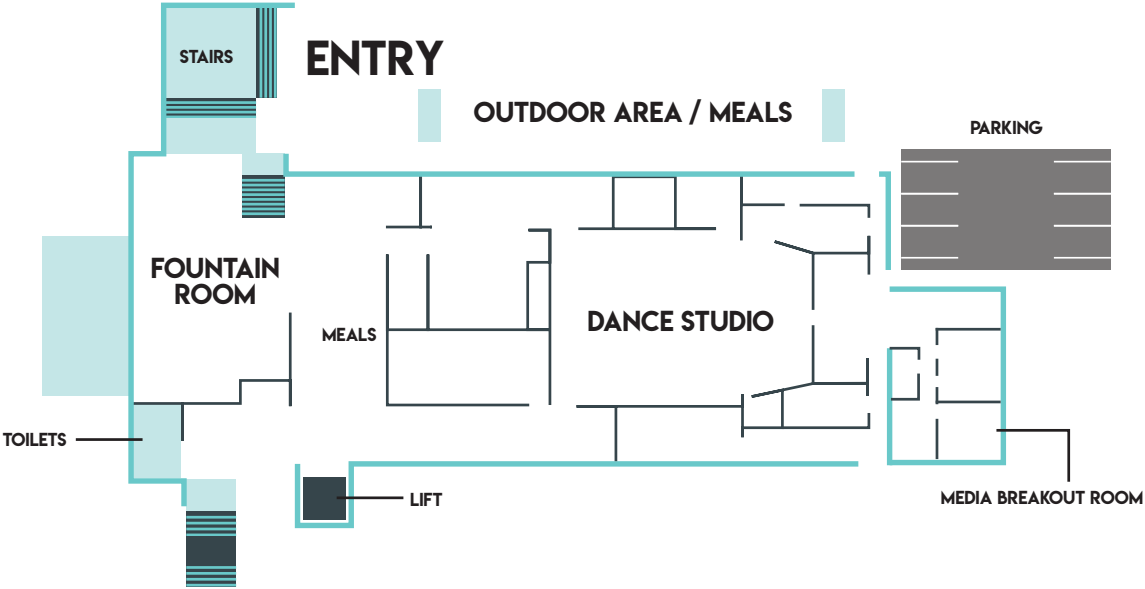 STAIRS
ENTRY
OUTDOOR AREA / MEALS
PARKING
FOUNTAIN
ROOM
MEALS
DANCE STUDIO
TOILETS
LIFT
MEDIA BREAKOUT ROOM